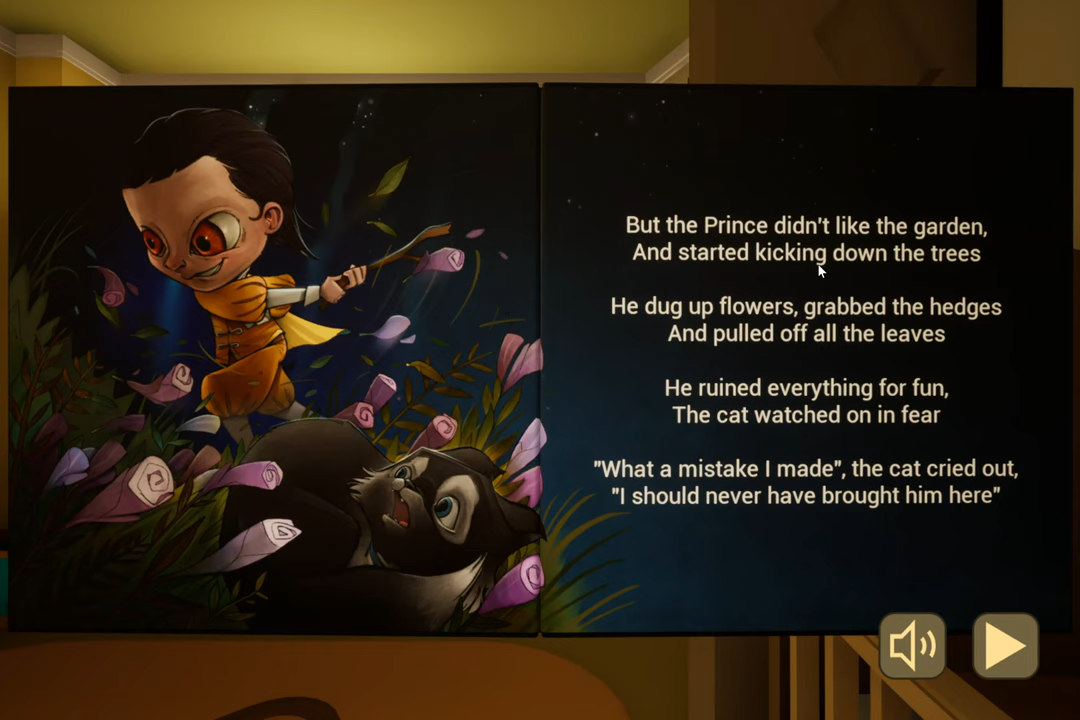 But the Prince didn't like the garden,
And started kicking down the trees
He dug up flowers, grabbed the hedges
And pulled off all the leaves
He ruined everything for fun,
The cat watched on in fear
"What a mistake I made", the cat cried out,
"I should never have brought him here"